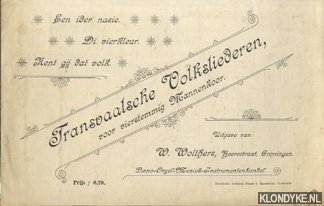 Een ider nasie.
Di vierkleur.
Kent gij dat volk.
Transvaalsche Volksliederen,
voor vierstemmig Mannenkoor.
Uitgave van
W. Wolthers, Heerestraat, Groningen.
Piano-Orgel-Muziek-Instrumentenhandel.
Prijs f 0.70.
KLONDYKE.NL